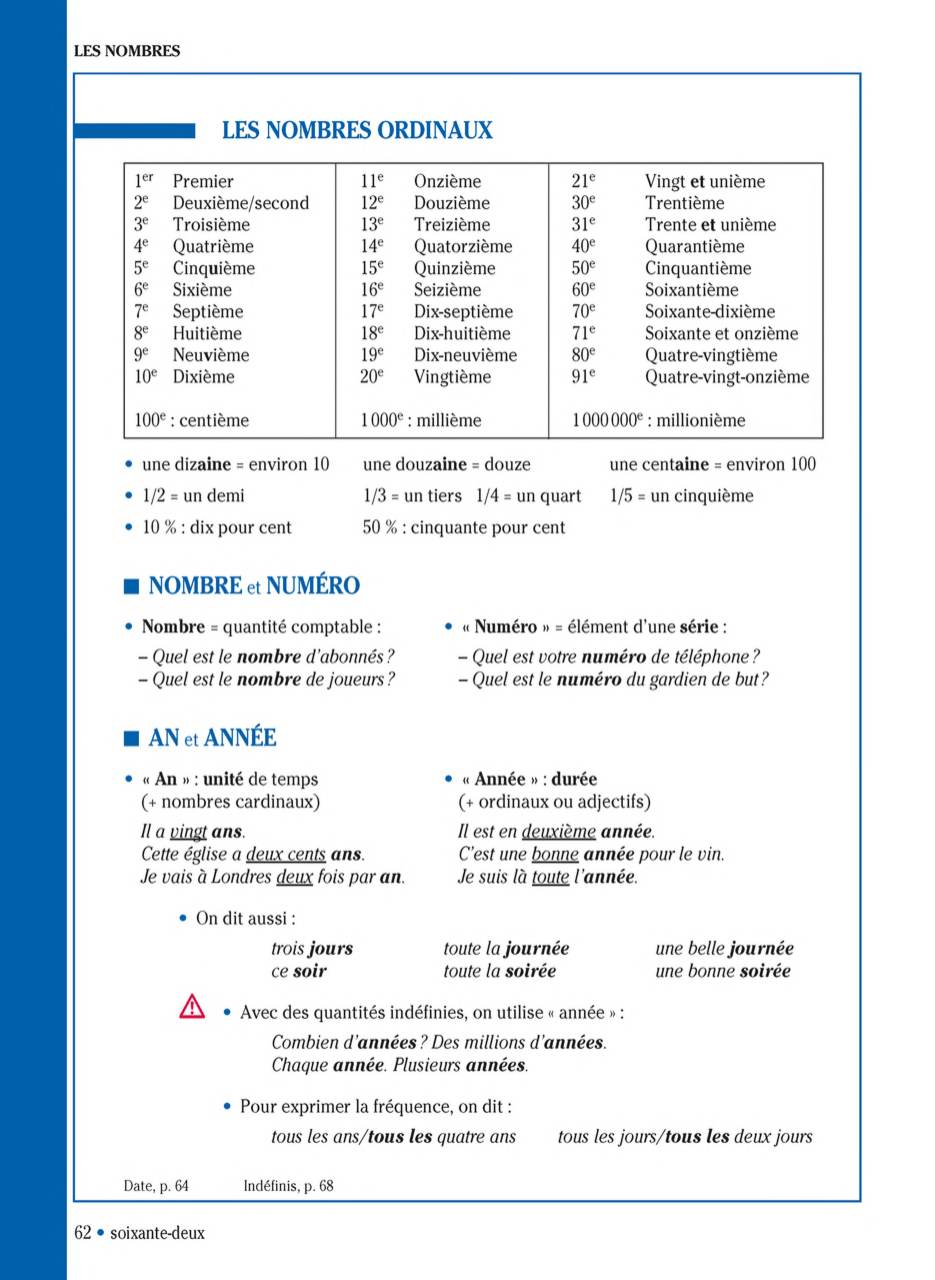 LES NOMBRES
LES NOMBRES ORDINAUX
1er Premier
2e Deuxième/second
3e Troisième
4e Quatrième
5e Cinquième
6e Sixième
7e Septième
8e Huitième
9e Neuvième
10e Dixième
100e : centième
11e Onzième
12e Douzième
13e Treizième
14e Quatorzième
15e Quinzième
16e Seizième
17e Dix-septième
18e Dix-huitième
19e Dix-neuvième
20e Vingtième
1 000e : millième
21e Vingt et unième
30e Trentième
31e Trente et unième
40e Quarantième
50e Cinquantième
60e Soixantième
70e Soixante-dixième
71e Soixante et onzième
80e Quatre-vingtième
91e Quatre-vingt-onzième
1 000 000e : millionième
• une dizaine = environ 10 une douzaine = douze une centaine = environ 100
• 1/2 = un demi 1/3 = un tiers 1/4 = un quart 1/5 = un cinquième
• 10 % : dix pour cent 50 % : cinquante pour cent
■ NOMBRE et NUMÉRO
• Nombre = quantité comptable :
– Quel est le nombre d'abonnés ?
– Quel est le nombre de joueurs ?
• « Numéro » = élément d'une série :
– Quel est votre numéro de téléphone ?
– Quel est le numéro du gardien de but ?
■ AN et ANNÉE
• « An » : unité de temps
(+ nombres cardinaux)
Il a vingt ans.
Cette église a deux cents ans.
Je vais à Londres deux fois par an.
• « Année » : durée
(+ ordinaux ou adjectifs)
Il est en deuxième année.
C'est une bonne année pour le vin.
Je suis là toute l'année.
• On dit aussi :
trois jours toute la journée une belle journée
ce soir toute la soirée une bonne soirée
• Avec des quantités indéfinies, on utilise « année » :
Combien d'années ? Des millions d'années.
Chaque année. Plusieurs années.
• Pour exprimer la fréquence, on dit :
tous les ans/tous les quatre ans tous les jours/tous les deux jours
Date, p. 64 Indéfinis, p. 68
62 • soixante-deux